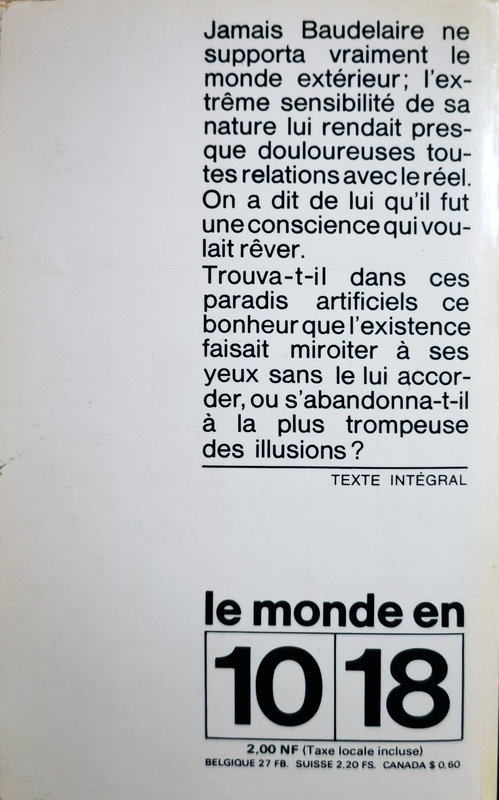 Jamais Baudelaire ne
supporta vraiment le
monde extérieur; l'ex-
trême sensibilité de sa
nature lui rendait pres-
que douloureuses tou-
tes relations avec le réel.
On a dit de lui qu'il fut
une conscience qui vou-
lait rêver.
Trouva-t-il dans ces
paradis artificiels ce
bonheur que l'existence
faisait miroiter à ses
yeux sans le lui accor-
der, ou s'abandonna-t-il
à la plus trompeuse
des illusions ?
TEXTE INTÉGRAL
le monde en
10 18
2,00 NF (Taxe locale incluse)
BELGIQUE 27 FB. SUISSE 2.20 FS. CANADA $ 0.60